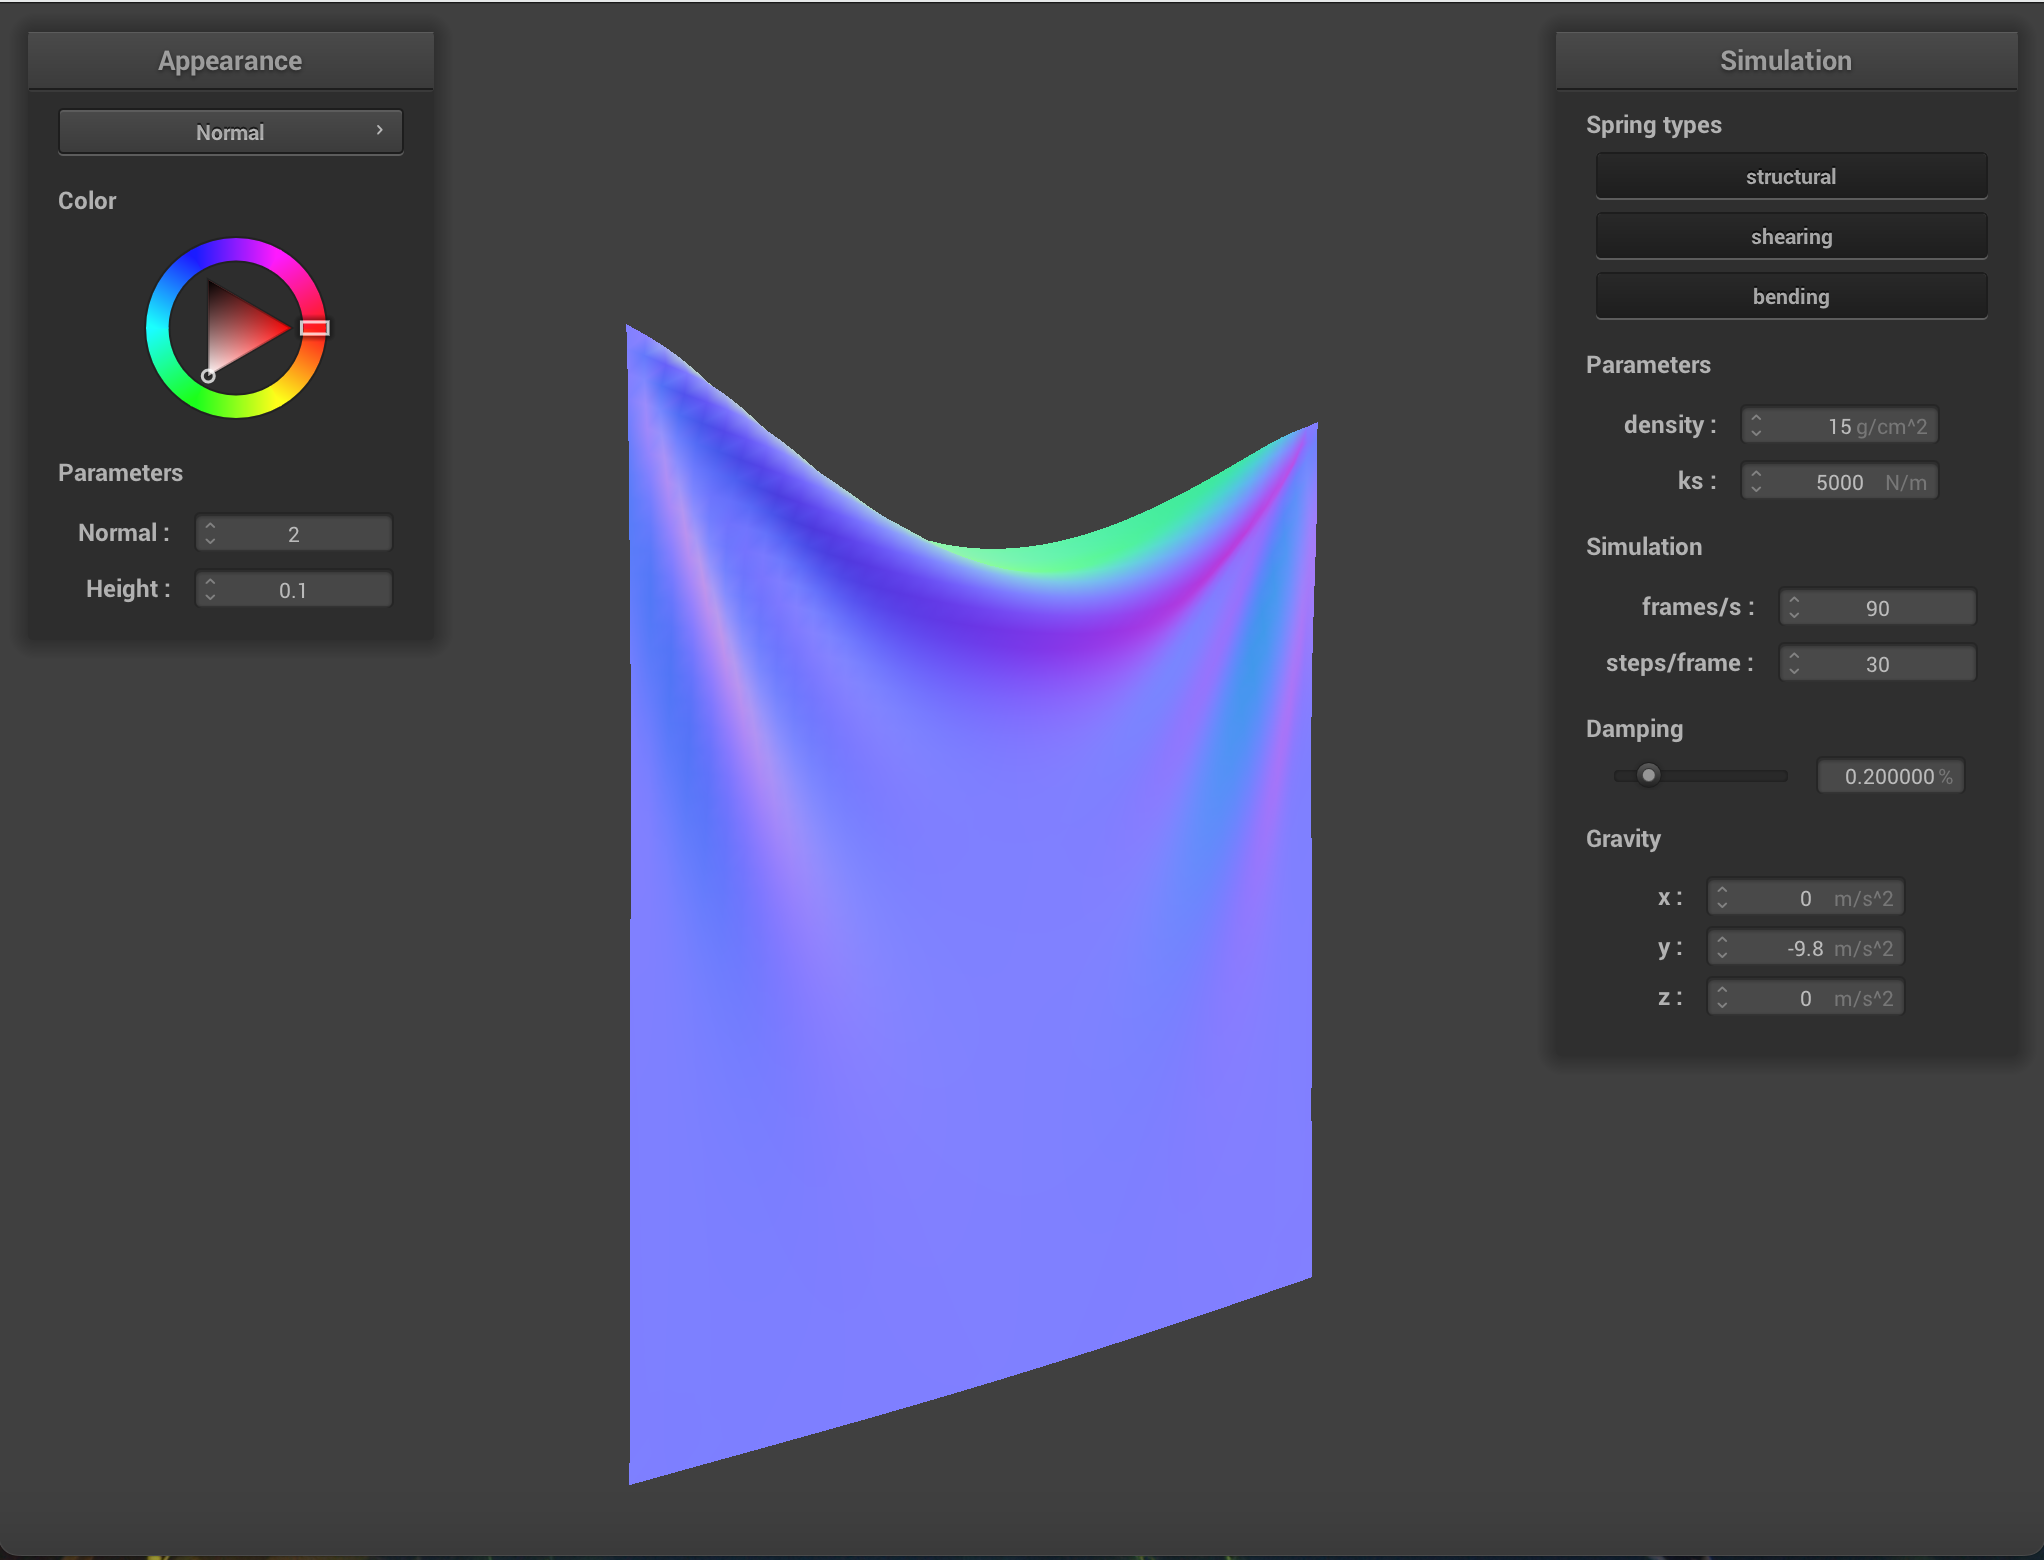 Appearance
Normal
Color
Parameters
Normal : 2
Height : 0.1
Simulation
Spring types
structural
shearing
bending
Parameters
density : 15 g/cm^2
ks : 5000 N/m
Simulation
frames/s : 90
steps/frame : 30
Damping
0.200000 %
Gravity
x : 0 m/s^2
y : -9.8 m/s^2
z : 0 m/s^2